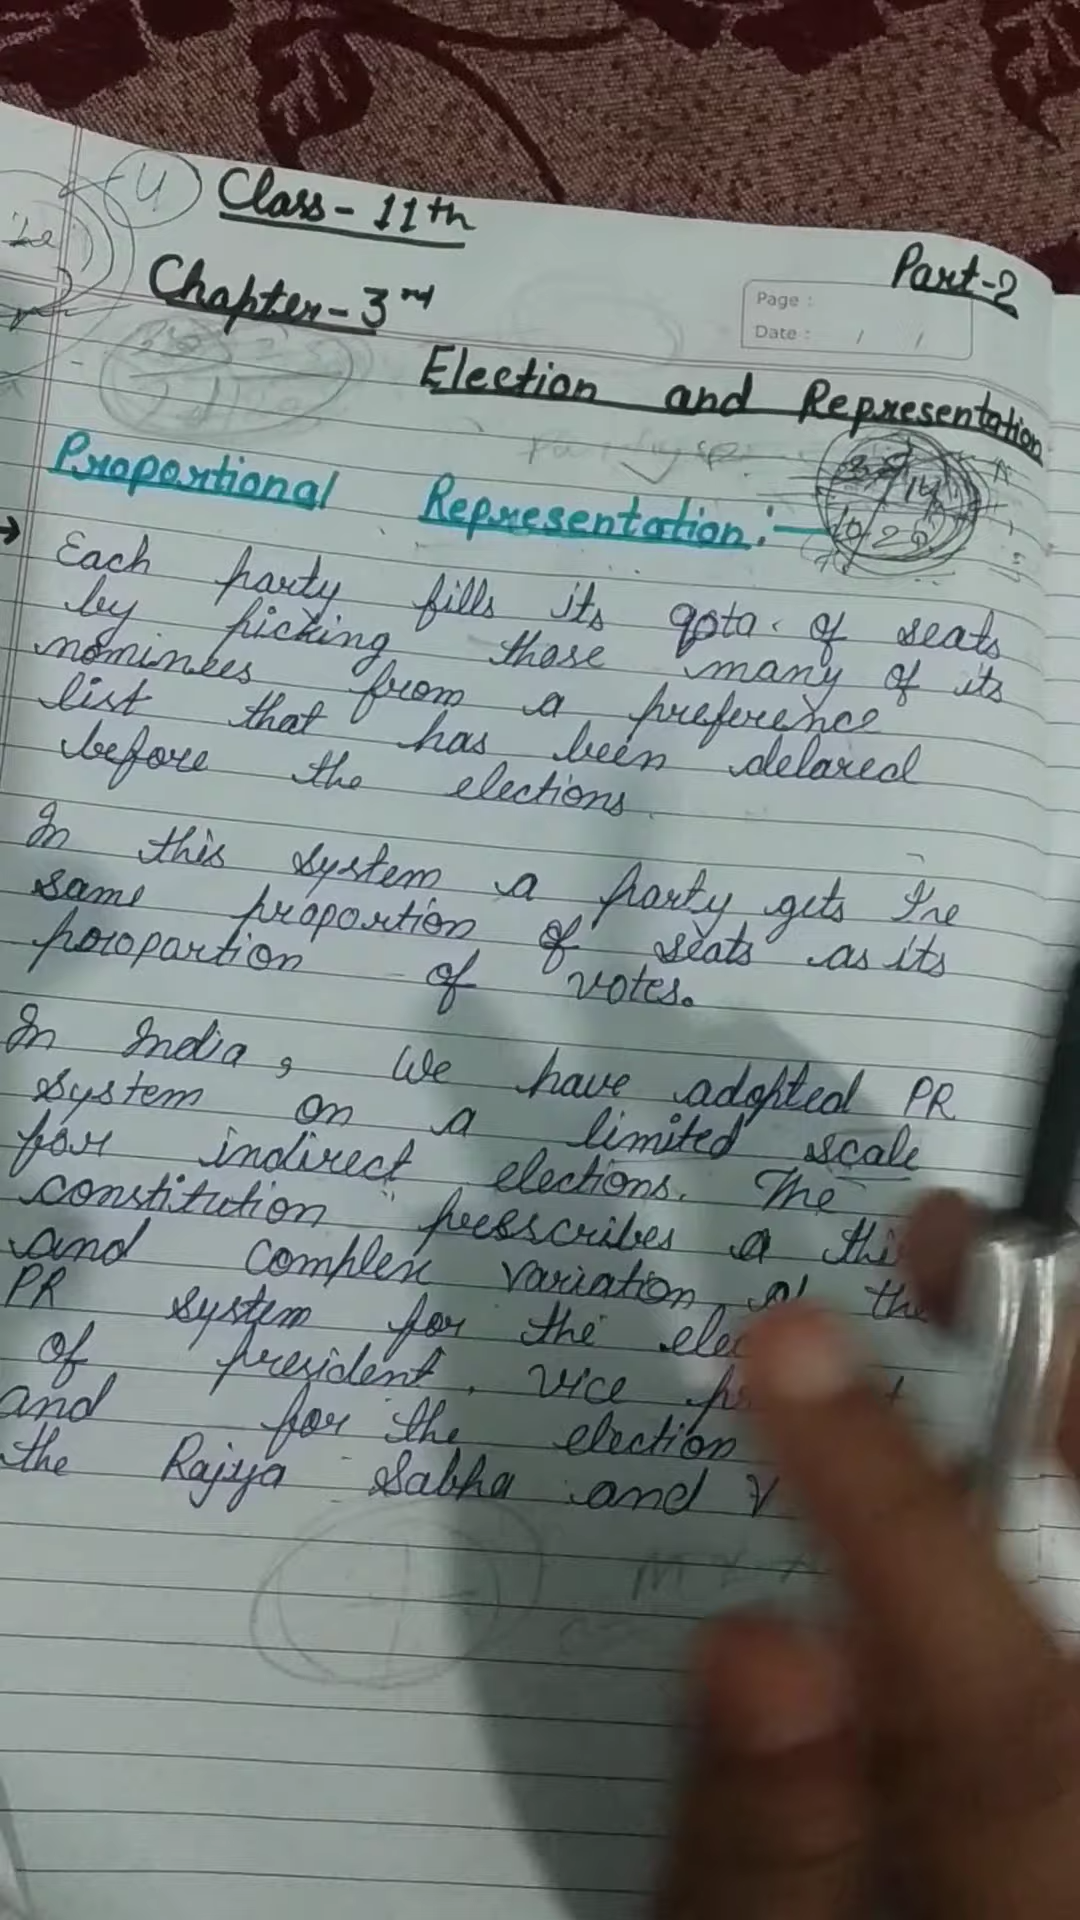 Class - 11th
Part-2
Chapter - 3rd
Page :
Date : / /
Election and Representation
Proportional Representation :-
Each party fills its qota. of seats
by picking those many of its
nominees from a preference
list that has been delared
before the elections.
In this system a party gets the
same proportion of seats as its
poropartion of votes.
In India, We have adopted PR
system on a limited scale
for indirect elections. The
constitution presscribes a
and complex variation of the
PR system for the
of president, vice
and for the election
the Rajya Sabha and